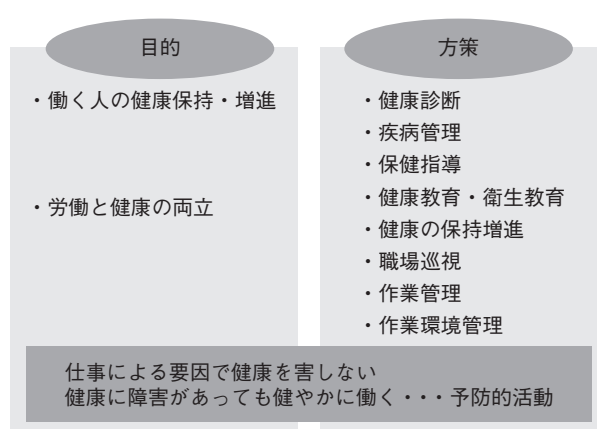 目的
・働く人の健康保持・増進
・労働と健康の両立
方策
・健康診断
・疾病管理
・保健指導
・健康教育・衛生教育
・健康の保持増進
・職場巡視
・作業管理
・作業環境管理
仕事による要因で健康を害しない
健康に障害があっても健やかに働く・・・予防的活動